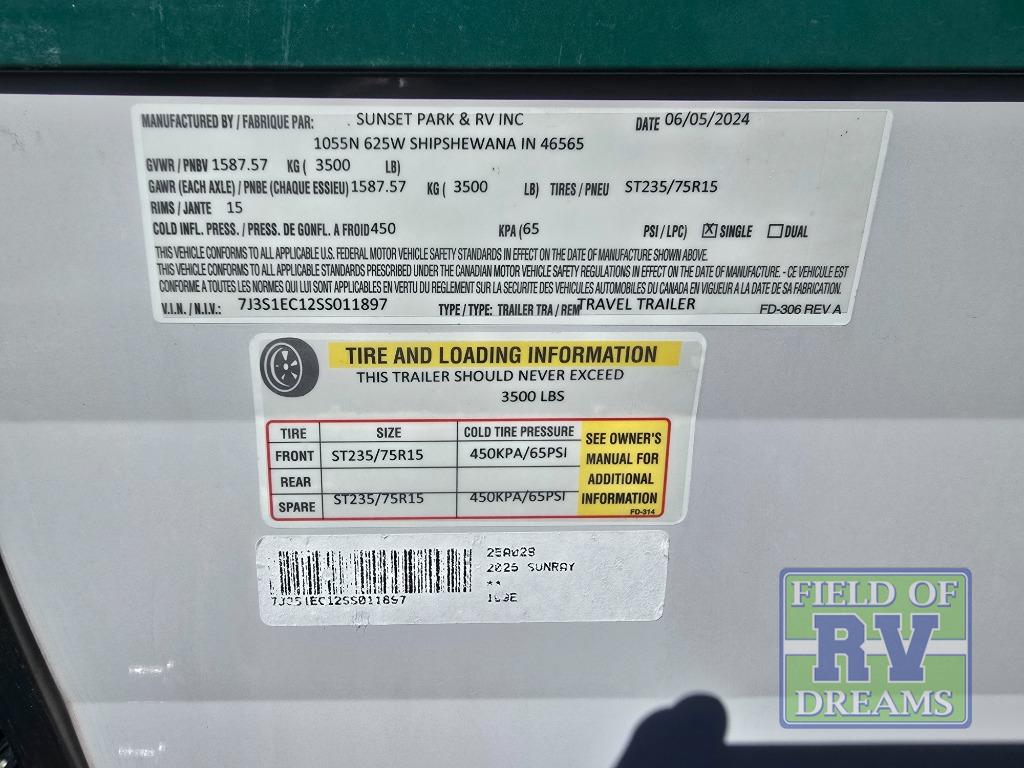 MANUFACTURED BY / FABRIQUE PAR: . SUNSET PARK & RV INC DATE 06/05/2024
1055N 625W SHIPSHEWANA IN 46565
GVWR / PNBV 1587.57 KG ( 3500 LB)
GAWR (EACH AXLE) / PNBE (CHAQUE ESSIEU) 1587.57 KG ( 3500 LB) TIRES / PNEU ST235/75R15
RIMS / JANTE 15
COLD INFL. PRESS. / PRESS. DE GONFL. A FROID 450 KPA (65 PSI / LPC) ☒ SINGLE ☐ DUAL
THIS VEHICLE CONFORMS TO ALL APPLICABLE U.S. FEDERAL MOTOR VEHICLE SAFETY STANDARDS IN EFFECT ON THE DATE OF MANUFACTURE SHOWN ABOVE.
THIS VEHICLE CONFORMS TO ALL APPLICABLE STANDARDS PRESCRIBED UNDER THE CANADIAN MOTOR VEHICLE SAFETY REGULATIONS IN EFFECT ON THE DATE OF MANUFACTURE. - CE VEHICULE EST
CONFORME A TOUTES LES NORMES QUI LUI SONT APPLICABLES EN VERTU DU REGLEMENT SUR LA SECURITE DES VEHICULES AUTOMOBILES DU CANADA EN VIGUEUR A LA DATE DE SA FABRICATION.
V.I.N. / N.I.V.: 7J3S1EC12SS011897 TYPE / TYPE: TRAILER TRA / REM TRAVEL TRAILER FD-306 REV A
TIRE AND LOADING INFORMATION
THIS TRAILER SHOULD NEVER EXCEED
3500 LBS
TIRE SIZE COLD TIRE PRESSURE
FRONT ST235/75R15 450KPA/65PSI
REAR
SPARE ST235/75R15 450KPA/65PSI
SEE OWNER'S
MANUAL FOR
ADDITIONAL
INFORMATION
FD-314
25A028
2025 SUNRAY
**
7J3S1EC12SS011897
FIELD OF
RV
DREAMS